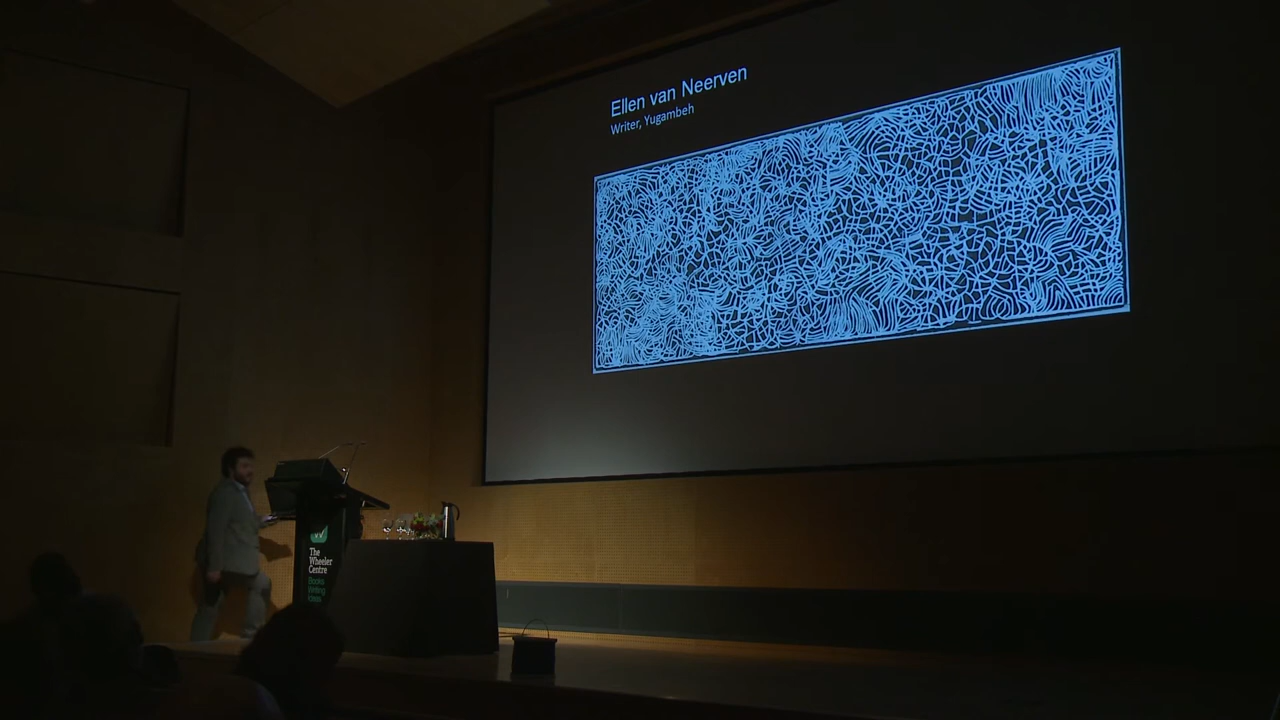 Ellen van Neerven
Writer, Yugambeh
The
Wheeler
Centre
Books
Writing
Ideas